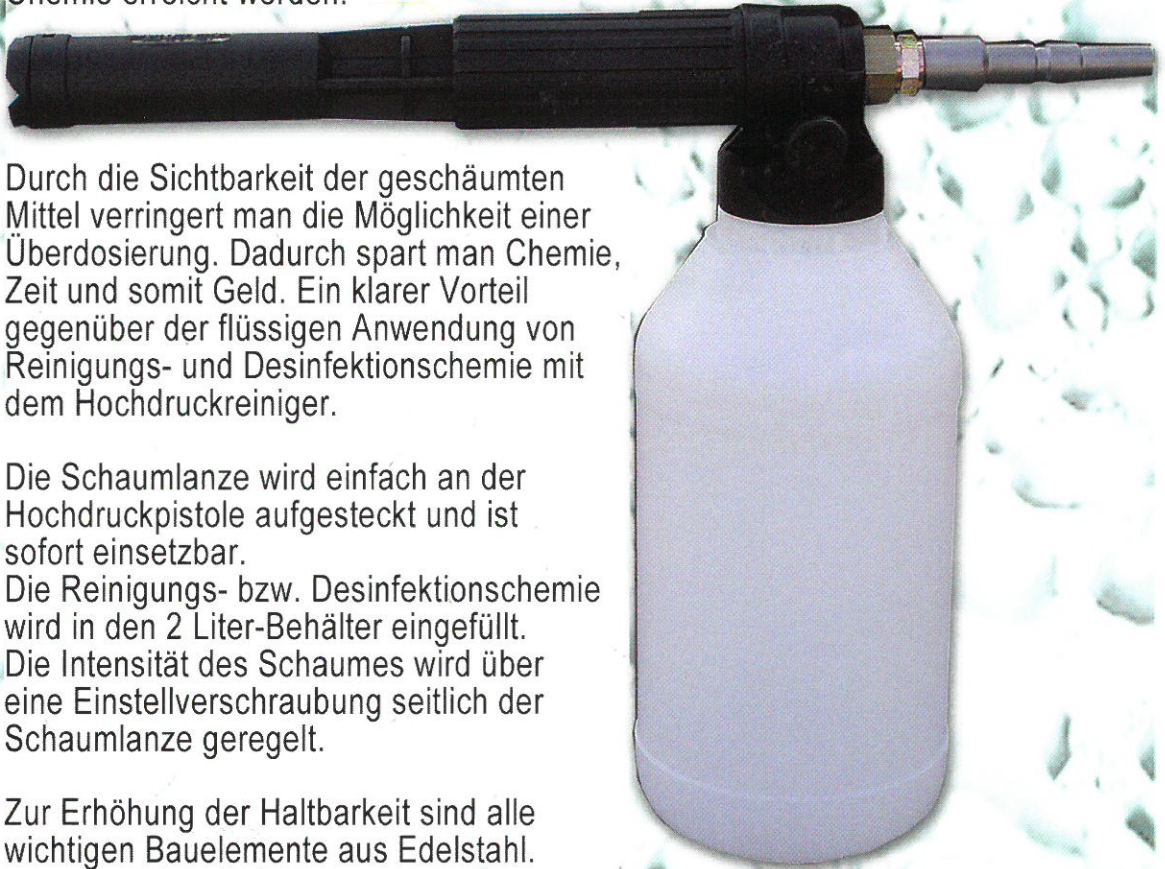 Chemie erreicht werden.
Durch die Sichtbarkeit der geschäumten
Mittel verringert man die Möglichkeit einer
Überdosierung. Dadurch spart man Chemie,
Zeit und somit Geld. Ein klarer Vorteil
gegenüber der flüssigen Anwendung von
Reinigungs- und Desinfektionschemie mit
dem Hochdruckreiniger.
Die Schaumlanze wird einfach an der
Hochdruckpistole aufgesteckt und ist
sofort einsetzbar.
Die Reinigungs- bzw. Desinfektionschemie
wird in den 2 Liter-Behälter eingefüllt.
Die Intensität des Schaumes wird über
eine Einstellverschraubung seitlich der
Schaumlanze geregelt.
Zur Erhöhung der Haltbarkeit sind alle
wichtigen Bauelemente aus Edelstahl.